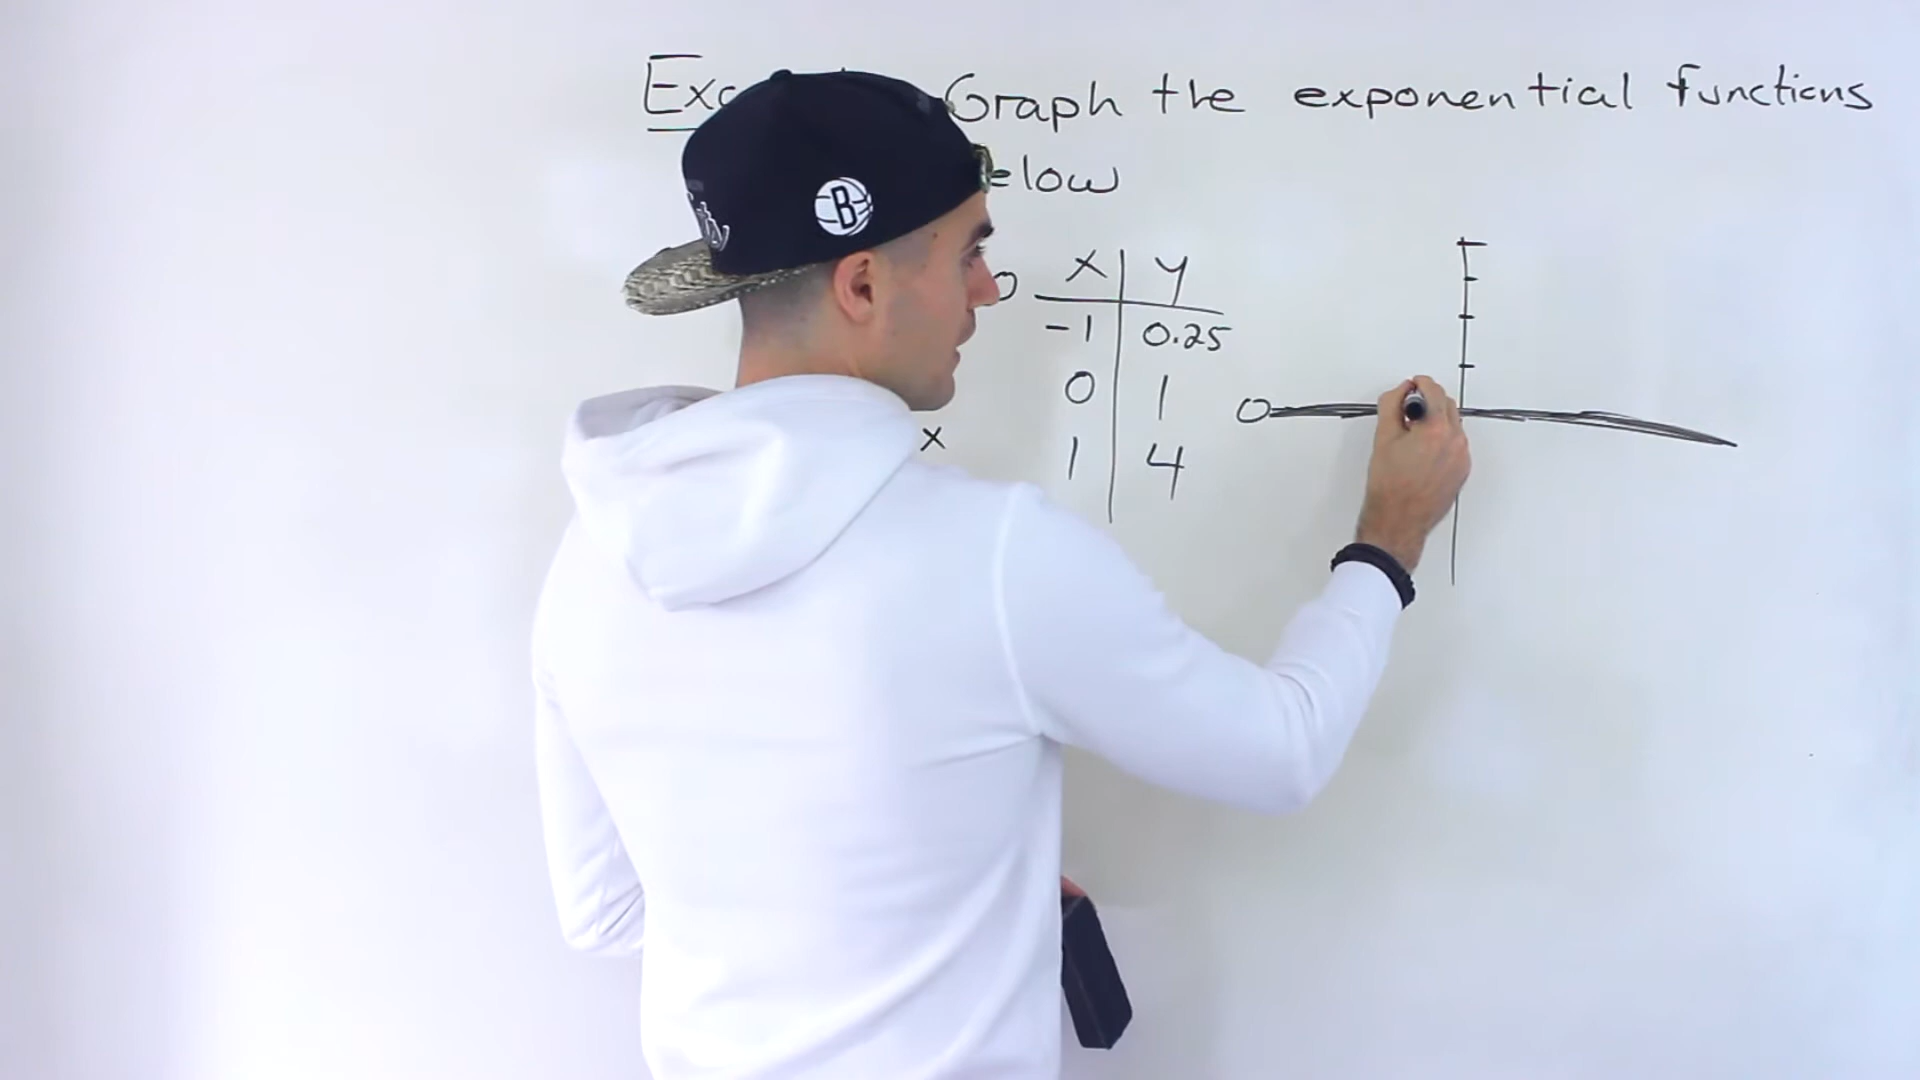 Graph the exponential functions
elow
x y
-1 0.25
0 1
1 4
0
x
B